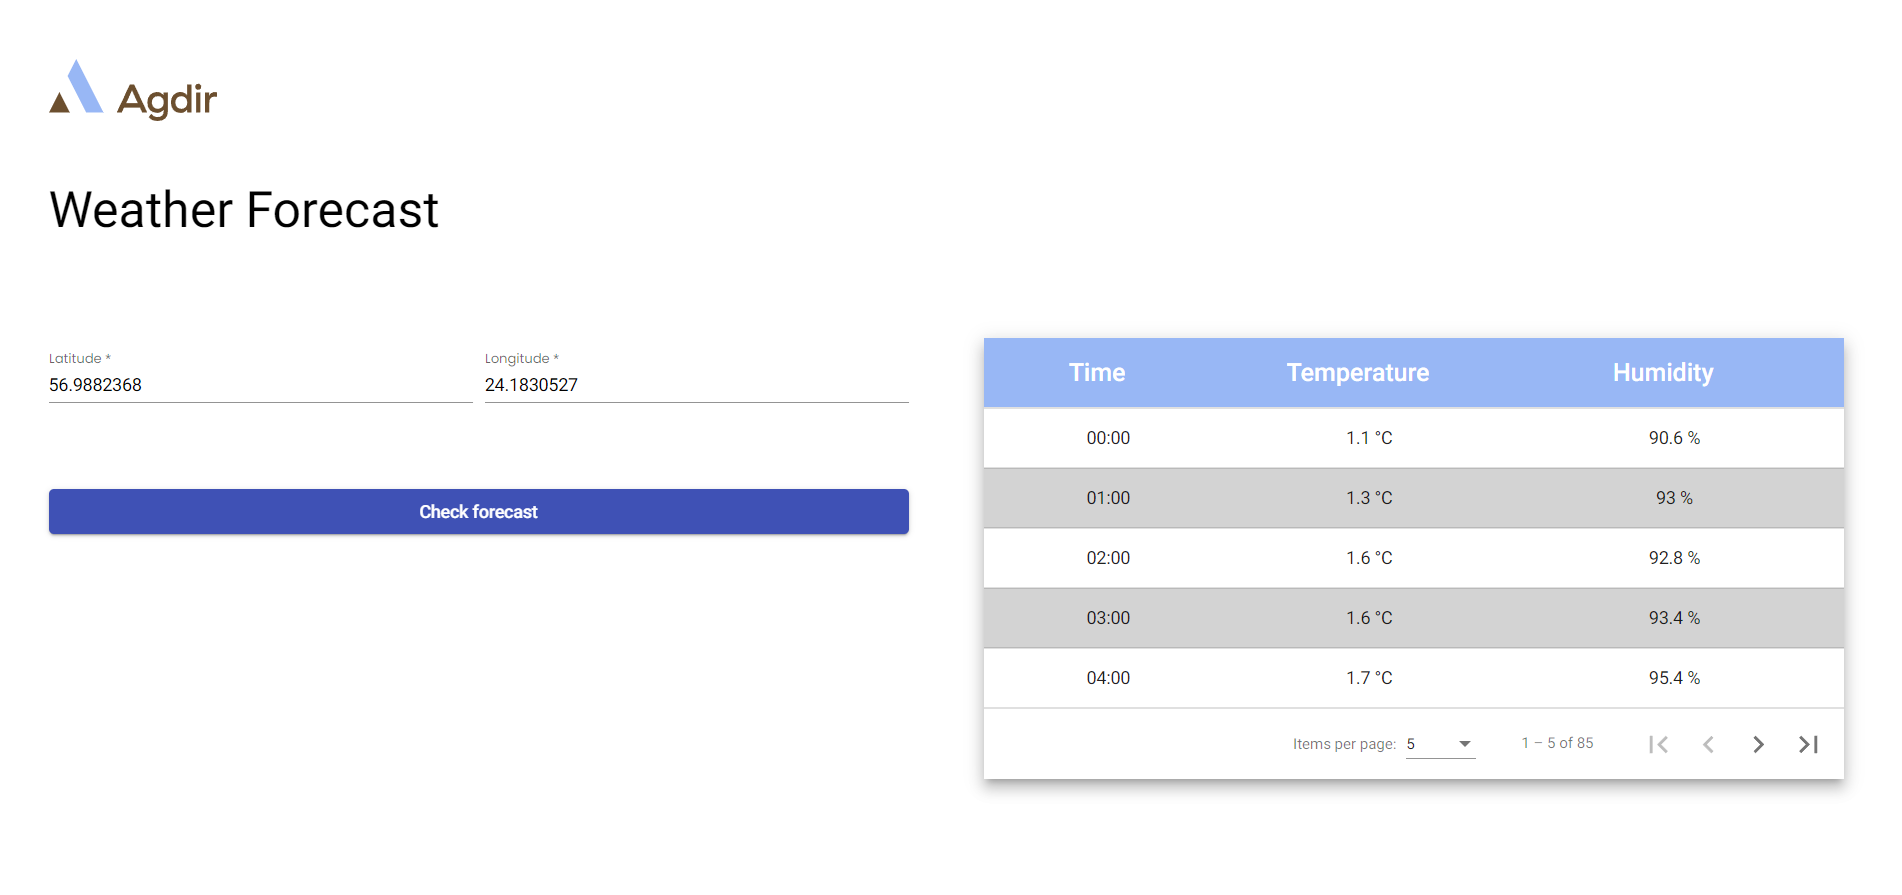 Agdir
Weather Forecast
Latitude *
56.9882368
Longitude *
24.1830527
Check forecast
Time Temperature Humidity
00:00 1.1 °C 90.6 %
01:00 1.3 °C 93 %
02:00 1.6 °C 92.8 %
03:00 1.6 °C 93.4 %
04:00 1.7 °C 95.4 %
Items per page: 5 1 – 5 of 85